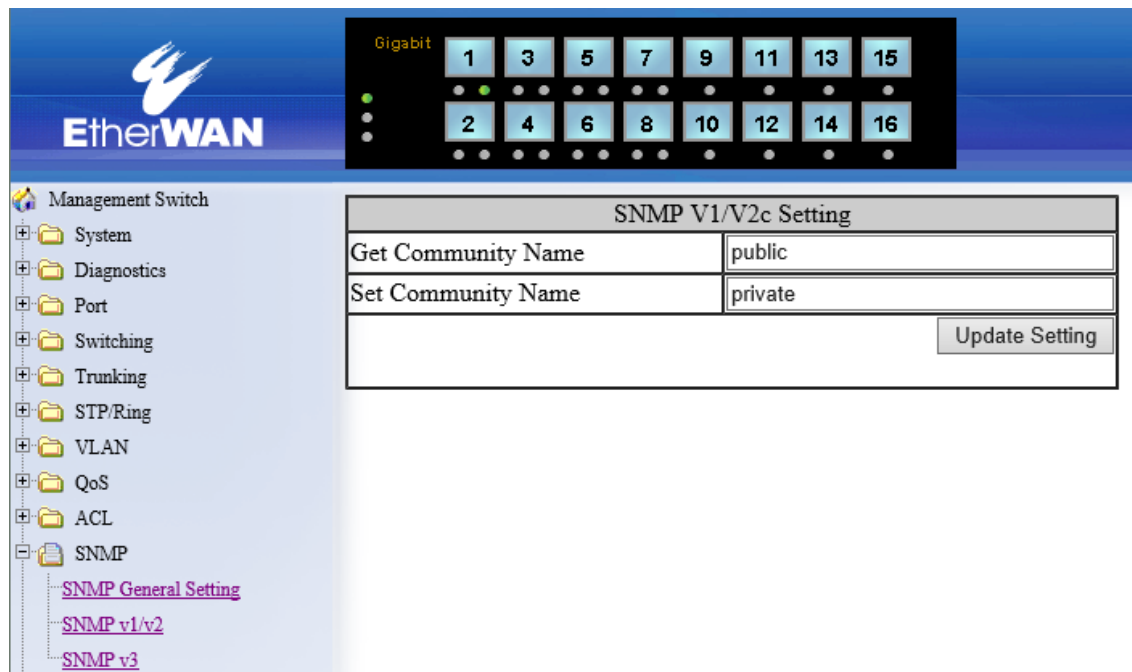 Gigabit
1 3 5 7 9 11 13 15
2 4 6 8 10 12 14 16
EtherWAN
Management Switch
System
Diagnostics
Port
Switching
Trunking
STP/Ring
VLAN
QoS
ACL
SNMP
SNMP General Setting
SNMP v1/v2
SNMP v3
SNMP V1/V2c Setting
Get Community Name public
Set Community Name private
Update Setting